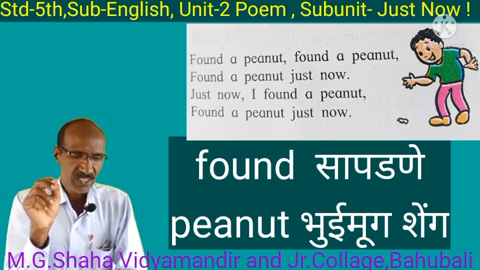 Std-5th,Sub-English, Unit-2 Poem , Subunit- Just Now !
Found a peanut, found a peanut,
Found a peanut just now.
Just now, I found a peanut,
Found a peanut just now.
found सापडणे
peanut भुईमूग शेंग
M.G.Shaha Vidyamandir and Jr.Collage,Bahubali